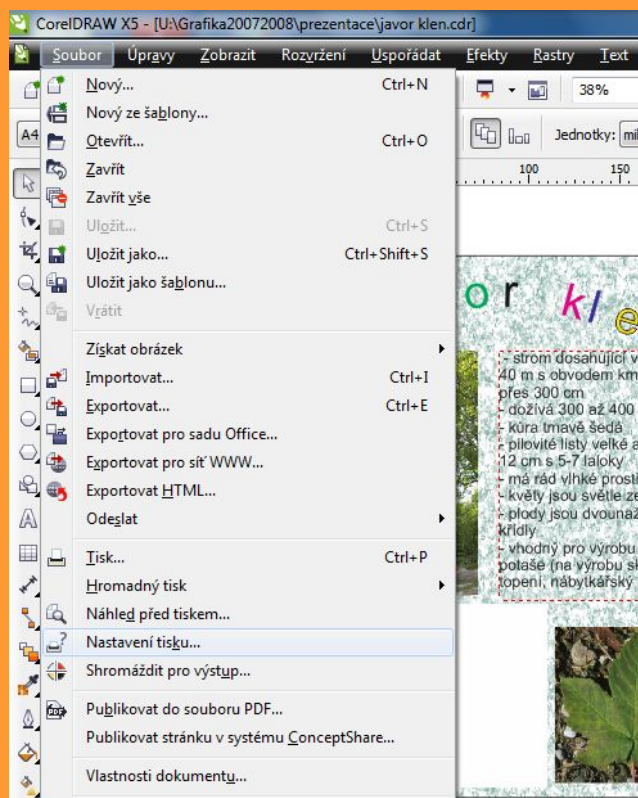 CorelDRAW X5 - [U:\Grafika20072008\prezentace\javor klen.cdr]
Soubor Úpravy Zobrazit Rozvržení Uspořádat Efekty Rastry Text
Nový... Ctrl+N
38%
Nový ze šablony...
A4
Otevřít... Ctrl+O
Jednotky: mil
Zavřít
100 150
Zavřít vše
Uložit... Ctrl+S
Uložit jako... Ctrl+Shift+S
Uložit jako šablonu...
or kle
Vrátit
Získat obrázek
Importovat... Ctrl+I
Exportovat... Ctrl+E
Exportovat pro sadu Office...
Exportovat pro síť WWW...
Exportovat HTML...
Odeslat
Tisk... Ctrl+P
Hromadný tisk
Náhled před tiskem...
Nastavení tisku...
Shromáždit pro výstup...
Publikovat do souboru PDF...
Publikovat stránku v systému ConceptShare...
Vlastnosti dokumentu...
- strom dosahující v
40 m s obvodem km
přes 300 cm
- dožívá 300 až 400
- kůra tmavě šedá
- pilovité listy velké a
12 cm s 5-7 laloky
- má rád vlhké prostř
- květy jsou světle ze
- plody jsou dvounaž
křídly
- vhodný pro výrobu
potaše (na výrobu sk
topení, nábytkářský